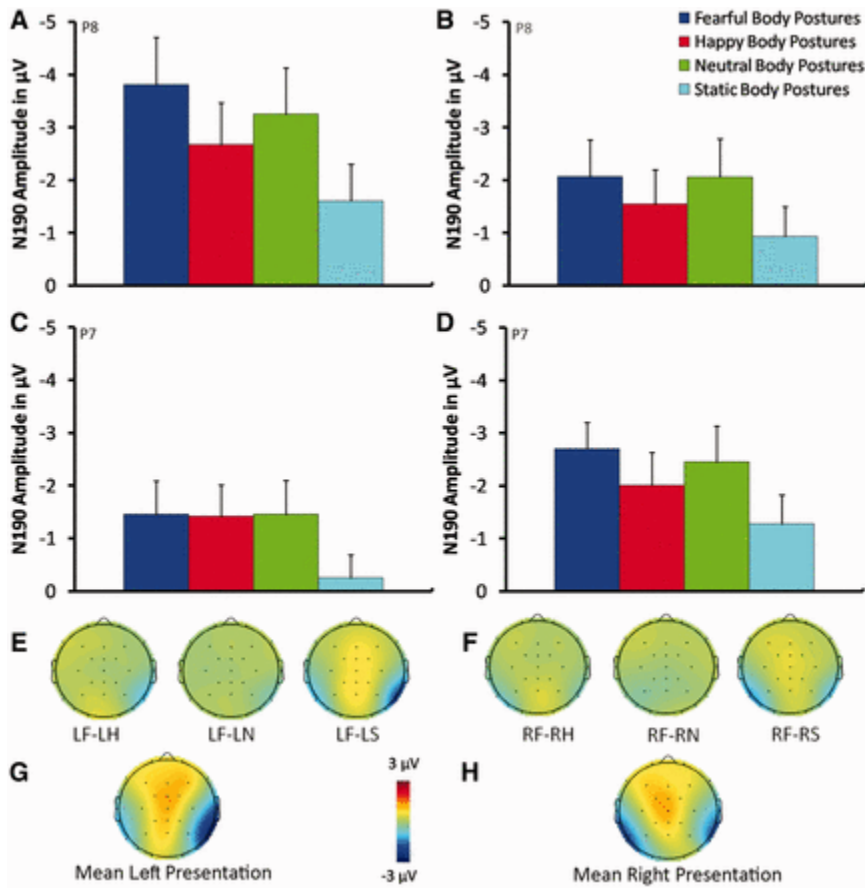 A
P8
N190 Amplitude in µV
-5
-4
-3
-2
-1
0
B
P8
N190 Amplitude in µV
-5
-4
-3
-2
-1
0
Fearful Body Postures
Happy Body Postures
Neutral Body Postures
Static Body Postures
C
P7
N190 Amplitude in µV
-5
-4
-3
-2
-1
0
D
P7
N190 Amplitude in µV
-5
-4
-3
-2
-1
0
E
LF-LH
LF-LN
LF-LS
F
RF-RH
RF-RN
RF-RS
G
Mean Left Presentation
3 µV
-3 µV
H
Mean Right Presentation